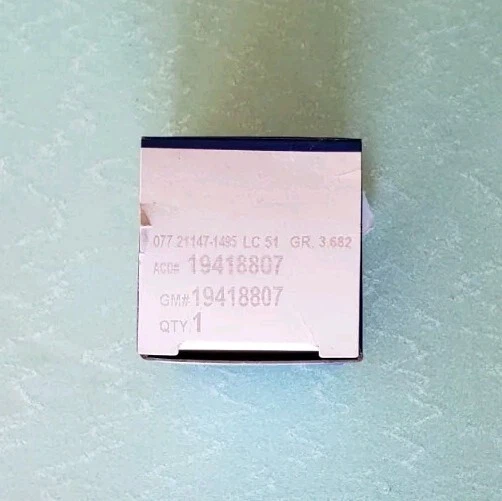 077 21147-1495 LC 51 GR. 3.682
ACD# 19418807
GM# 19418807
QTY 1